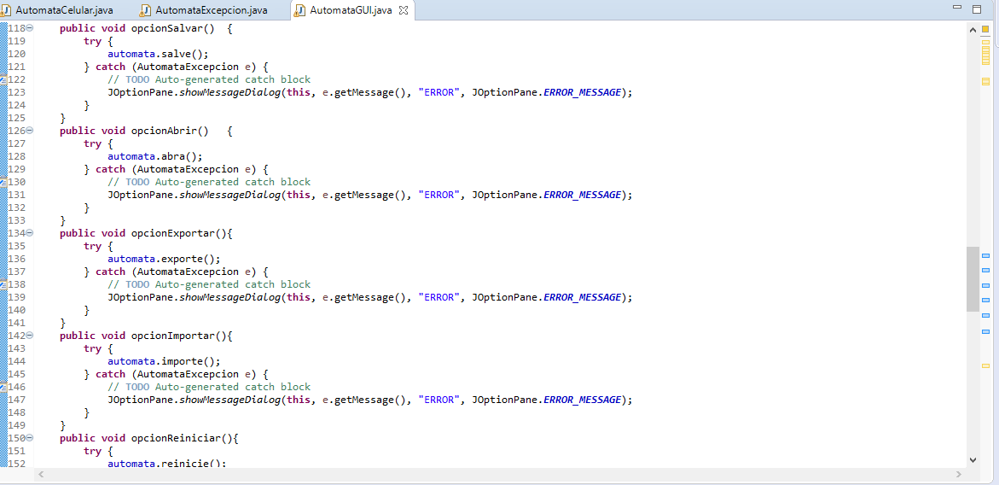 AutomataCelular.java AutomataExcepcion.java AutomataGUI.java
118 public void opcionSalvar()  {
119 try {
120 automata.salve();
121 } catch (AutomataExcepcion e) {
122 // TODO Auto-generated catch block
123 JOptionPane.showMessageDialog(this, e.getMessage(), "ERROR", JOptionPane.ERROR_MESSAGE);
124 }
125 }
126 public void opcionAbrir()   {
127 try {
128 automata.abra();
129 } catch (AutomataExcepcion e) {
130 // TODO Auto-generated catch block
131 JOptionPane.showMessageDialog(this, e.getMessage(), "ERROR", JOptionPane.ERROR_MESSAGE);
132 }
133 }
134 public void opcionExportar(){
135 try {
136 automata.exporte();
137 } catch (AutomataExcepcion e) {
138 // TODO Auto-generated catch block
139 JOptionPane.showMessageDialog(this, e.getMessage(), "ERROR", JOptionPane.ERROR_MESSAGE);
140 }
141 }
142 public void opcionImportar(){
143 try {
144 automata.importe();
145 } catch (AutomataExcepcion e) {
146 // TODO Auto-generated catch block
147 JOptionPane.showMessageDialog(this, e.getMessage(), "ERROR", JOptionPane.ERROR_MESSAGE);
148 }
149 }
150 public void opcionReiniciar(){
151 try {
152 automata.reinicie();